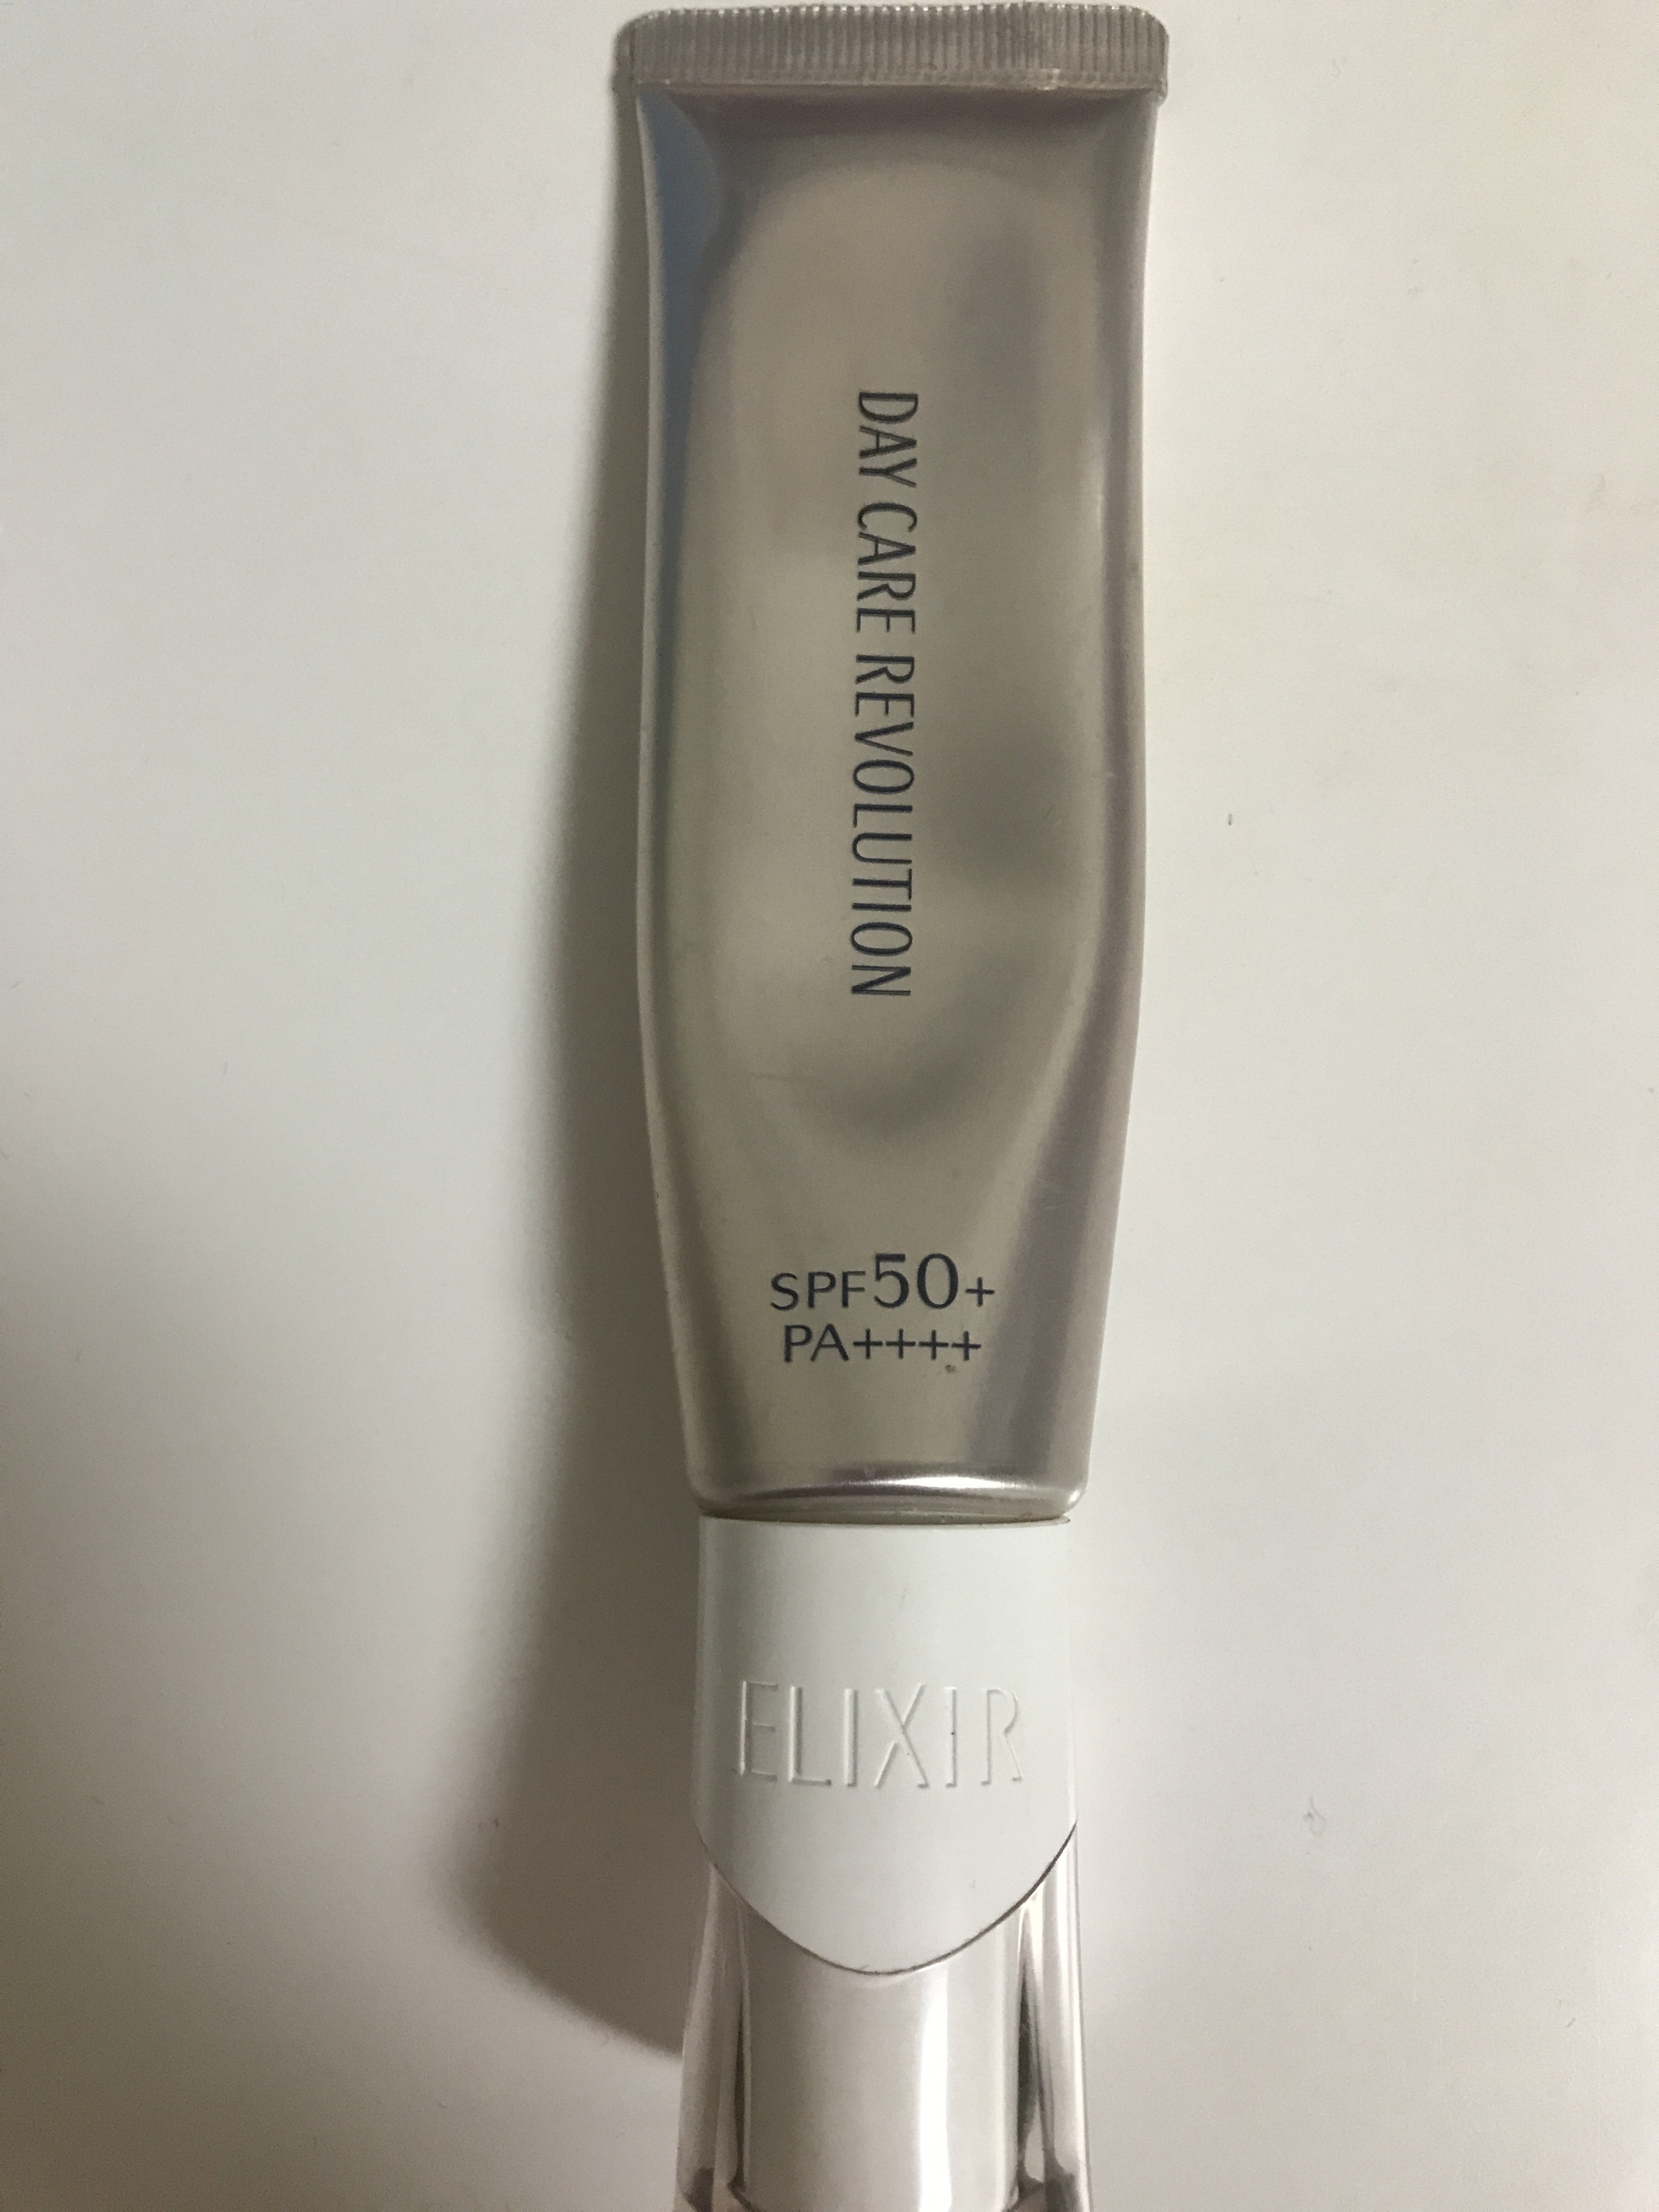 DAY CARE REVOLUTION
SPF50+
PA++++
ELIXIR